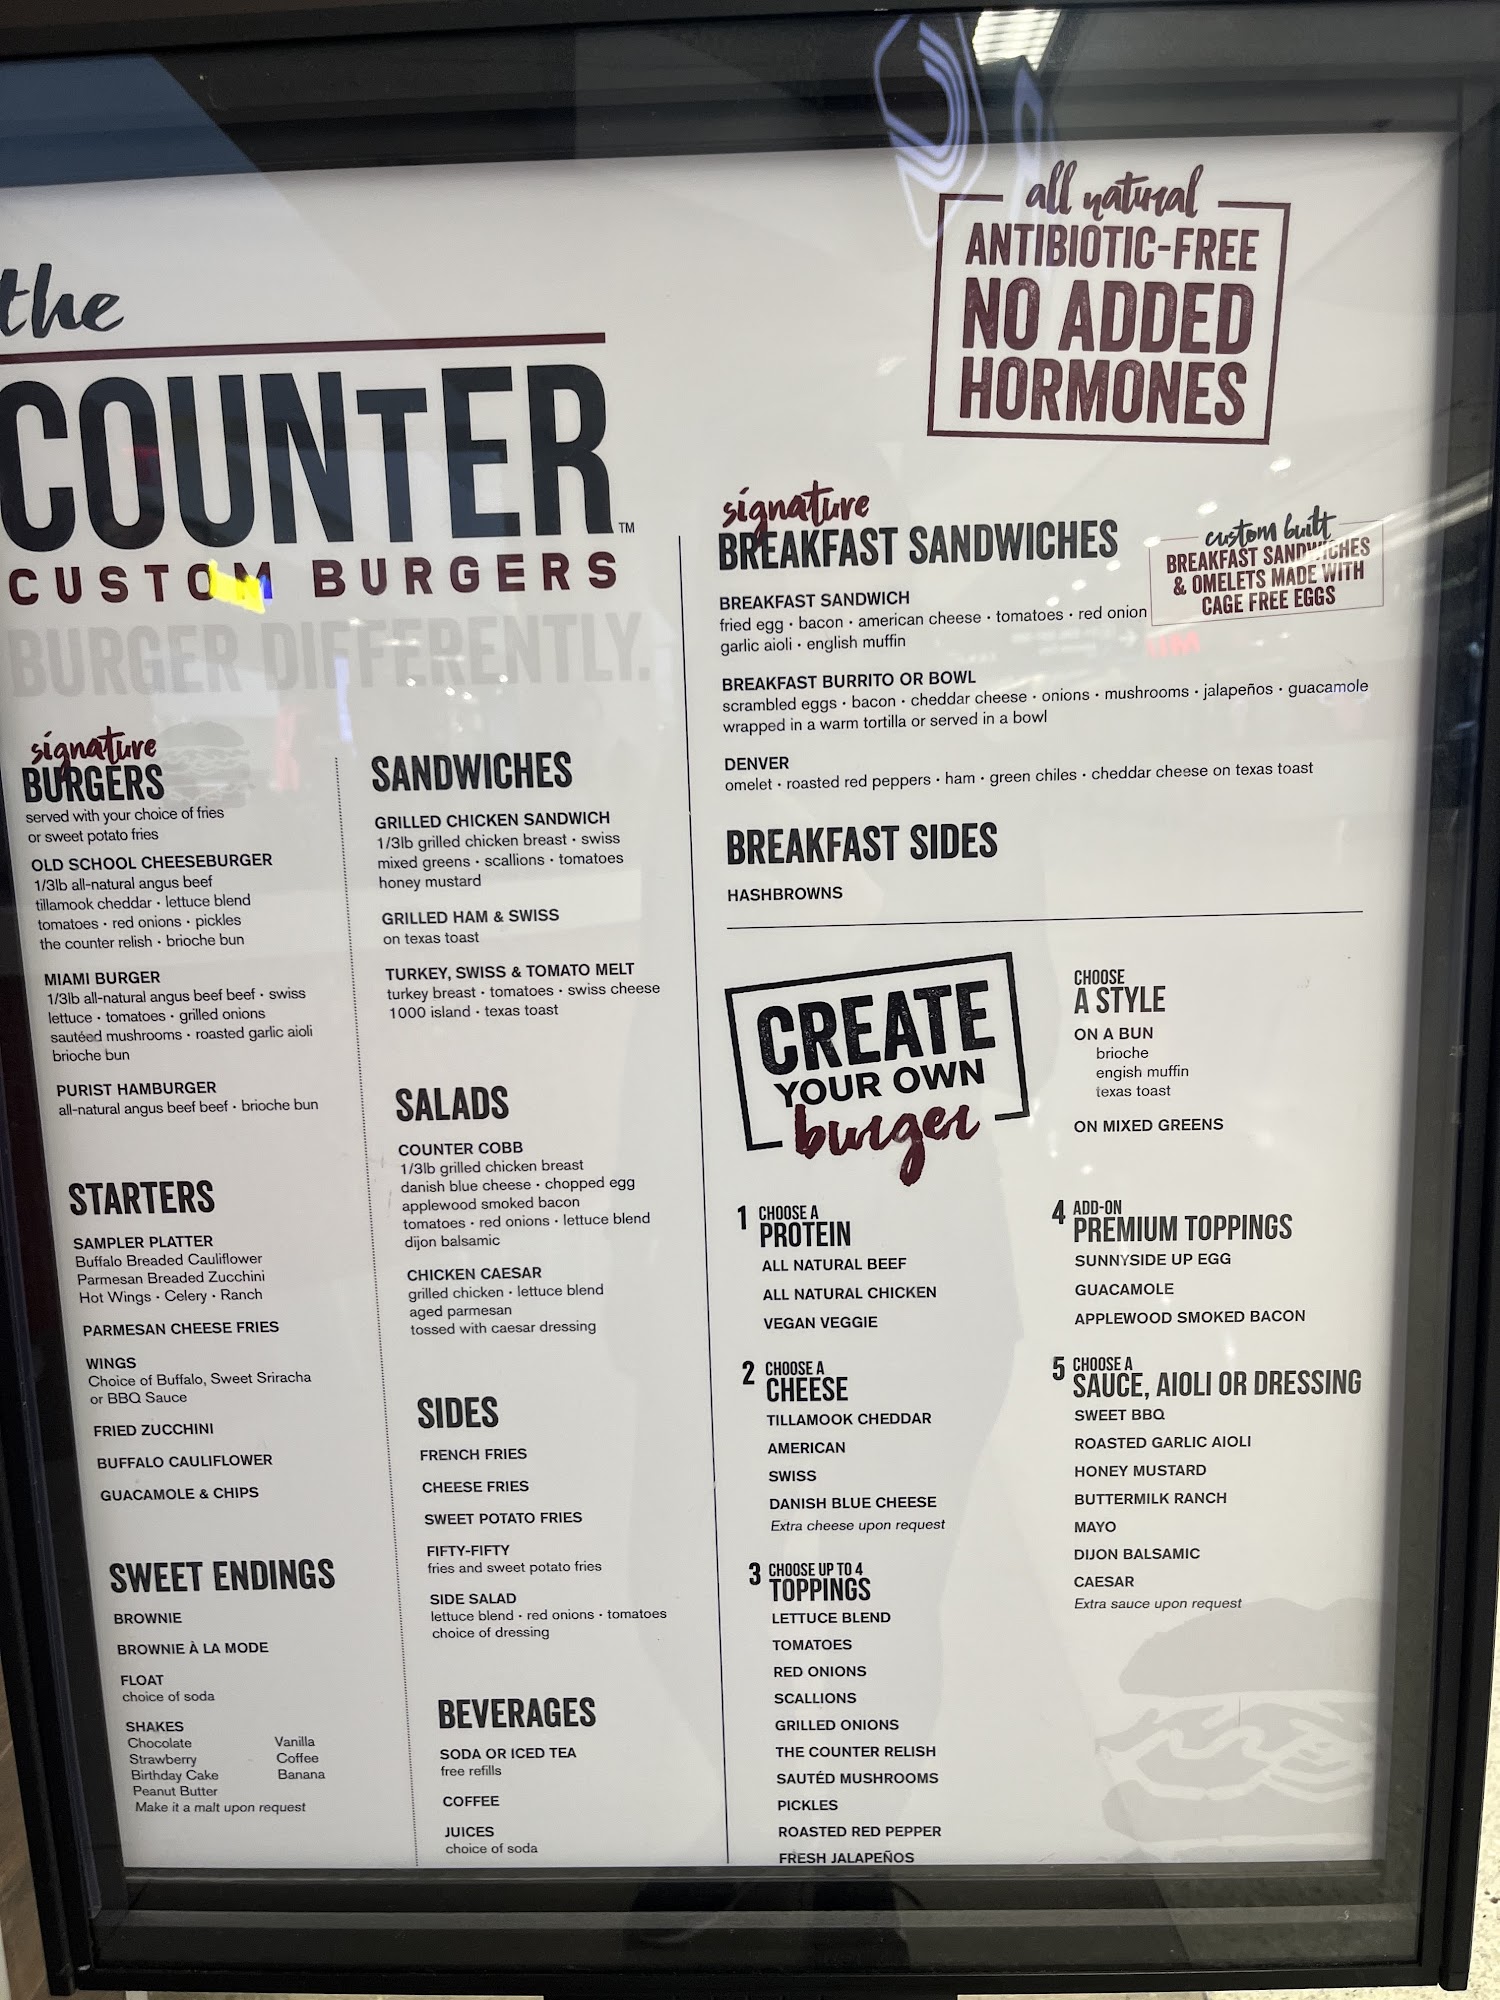 the
COUNTER™
CUSTOM BURGERS
BURGER DIFFERENTLY.
signature
BURGERS
served with your choice of fries
or sweet potato fries
OLD SCHOOL CHEESEBURGER
1/3lb all-natural angus beef
tillamook cheddar • lettuce blend
tomatoes • red onions • pickles
the counter relish • brioche bun
MIAMI BURGER
1/3lb all-natural angus beef beef • swiss
lettuce • tomatoes • grilled onions
sautéed mushrooms • roasted garlic aioli
brioche bun
PURIST HAMBURGER
all-natural angus beef beef • brioche bun
STARTERS
SAMPLER PLATTER
Buffalo Breaded Cauliflower
Parmesan Breaded Zucchini
Hot Wings • Celery • Ranch
PARMESAN CHEESE FRIES
WINGS
Choice of Buffalo, Sweet Sriracha
or BBQ Sauce
FRIED ZUCCHINI
BUFFALO CAULIFLOWER
GUACAMOLE & CHIPS
SWEET ENDINGS
BROWNIE
BROWNIE À LA MODE
FLOAT
choice of soda
SHAKES
Chocolate Vanilla
Strawberry Coffee
Birthday Cake Banana
Peanut Butter
Make it a malt upon request
SANDWICHES
GRILLED CHICKEN SANDWICH
1/3lb grilled chicken breast • swiss
mixed greens • scallions • tomatoes
honey mustard
GRILLED HAM & SWISS
on texas toast
TURKEY, SWISS & TOMATO MELT
turkey breast • tomatoes • swiss cheese
1000 island • texas toast
SALADS
COUNTER COBB
1/3lb grilled chicken breast
danish blue cheese • chopped egg
applewood smoked bacon
tomatoes • red onions • lettuce blend
dijon balsamic
CHICKEN CAESAR
grilled chicken • lettuce blend
aged parmesan
tossed with caesar dressing
SIDES
FRENCH FRIES
CHEESE FRIES
SWEET POTATO FRIES
FIFTY-FIFTY
fries and sweet potato fries
SIDE SALAD
lettuce blend • red onions • tomatoes
choice of dressing
BEVERAGES
SODA OR ICED TEA
free refills
COFFEE
JUICES
choice of soda
all natural
ANTIBIOTIC-FREE
NO ADDED
HORMONES
signature
BREAKFAST SANDWICHES
custom built
BREAKFAST SANDWICHES
& OMELETS MADE WITH
CAGE FREE EGGS
BREAKFAST SANDWICH
fried egg • bacon • american cheese • tomatoes • red onion
garlic aioli • english muffin
BREAKFAST BURRITO OR BOWL
scrambled eggs • bacon • cheddar cheese • onions • mushrooms • jalapeños • guacamole
wrapped in a warm tortilla or served in a bowl
DENVER
omelet • roasted red peppers • ham • green chiles • cheddar cheese on texas toast
BREAKFAST SIDES
HASHBROWNS
CREATE
YOUR OWN
burger
CHOOSE
A STYLE
ON A BUN
brioche
engish muffin
texas toast
ON MIXED GREENS
1 CHOOSE A
PROTEIN
ALL NATURAL BEEF
ALL NATURAL CHICKEN
VEGAN VEGGIE
2 CHOOSE A
CHEESE
TILLAMOOK CHEDDAR
AMERICAN
SWISS
DANISH BLUE CHEESE
Extra cheese upon request
3 CHOOSE UP TO 4
TOPPINGS
LETTUCE BLEND
TOMATOES
RED ONIONS
SCALLIONS
GRILLED ONIONS
THE COUNTER RELISH
SAUTÉD MUSHROOMS
PICKLES
ROASTED RED PEPPER
FRESH JALAPEÑOS
4 ADD-ON
PREMIUM TOPPINGS
SUNNYSIDE UP EGG
GUACAMOLE
APPLEWOOD SMOKED BACON
5 CHOOSE A
SAUCE, AIOLI OR DRESSING
SWEET BBQ
ROASTED GARLIC AIOLI
HONEY MUSTARD
BUTTERMILK RANCH
MAYO
DIJON BALSAMIC
CAESAR
Extra sauce upon request